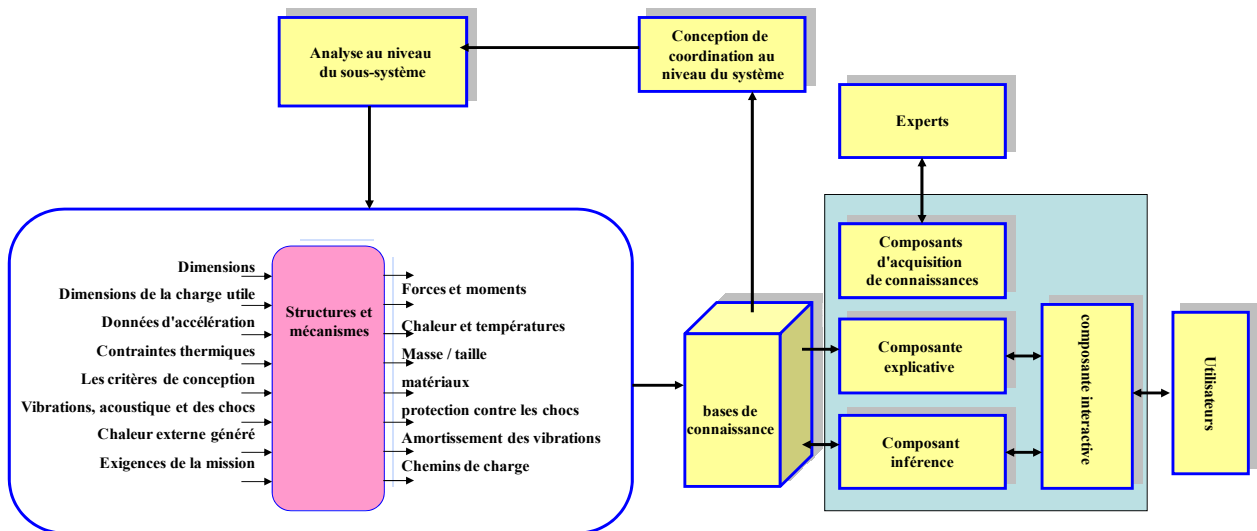 Analyse au niveau
du sous-système
Conception de
coordination au
niveau du système
Experts
Dimensions
Dimensions de la charge utile
Données d'accélération
Contraintes thermiques
Les critères de conception
Vibrations, acoustique et des chocs
Chaleur externe généré
Exigences de la mission
Structures et
mécanismes
Forces et moments
Chaleur et températures
Masse / taille
matériaux
protection contre les chocs
Amortissement des vibrations
Chemins de charge
bases de
connaissance
Composants
d'acquisition
de connaissances
Composante
explicative
Composant
inférence
composante interactive
Utilisateurs